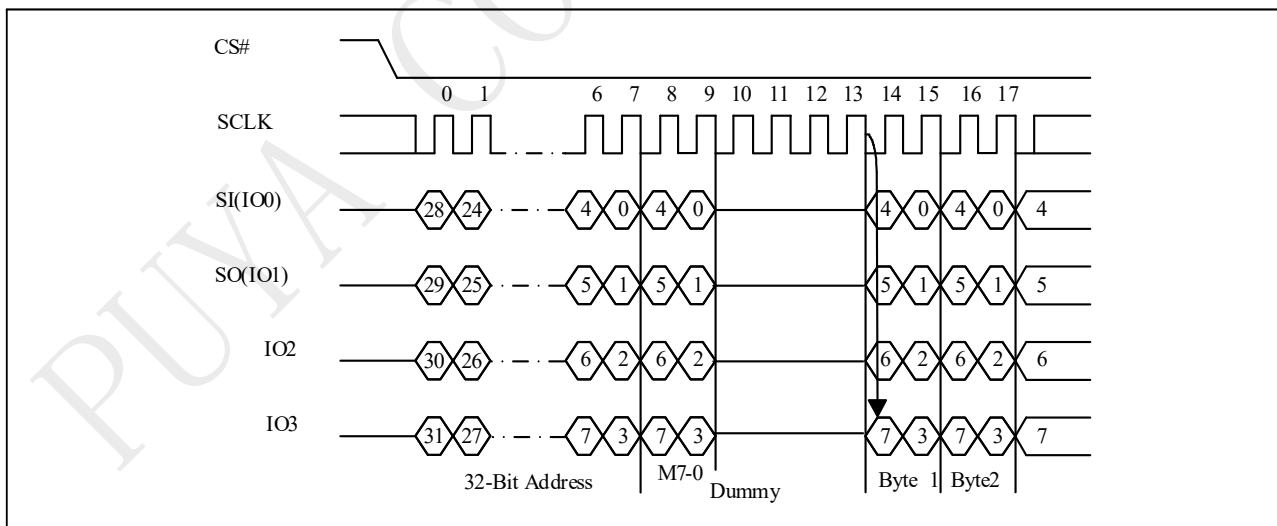 CS#
0 1 6 7 8 9 10 11 12 13 14 15 16 17
SCLK
SI(IO0) 28 24 4 0 4 0 4 0 4 0 4
SO(IO1) 29 25 5 1 5 1 5 1 5 1 5
IO2 30 26 6 2 6 2 6 2 6 2 6
IO3 31 27 7 3 7 3 7 3 7 3 7
32-Bit Address M7-0 Dummy Byte 1 Byte2
PUYA CO